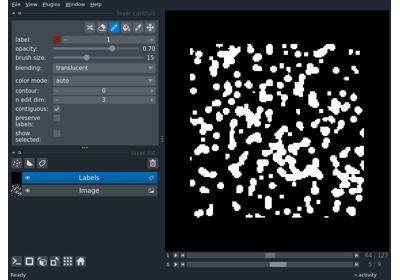 File View Plugins Window Help
layer controls
label: 1
opacity: 0.70
brush size: 15
blending: translucent
color mode: auto
contour: 0
n edit dim: 3
contiguous:
preserve
labels:
show
selected:
layer list
Labels
Image
1 64 127
0 5 9
Ready activity